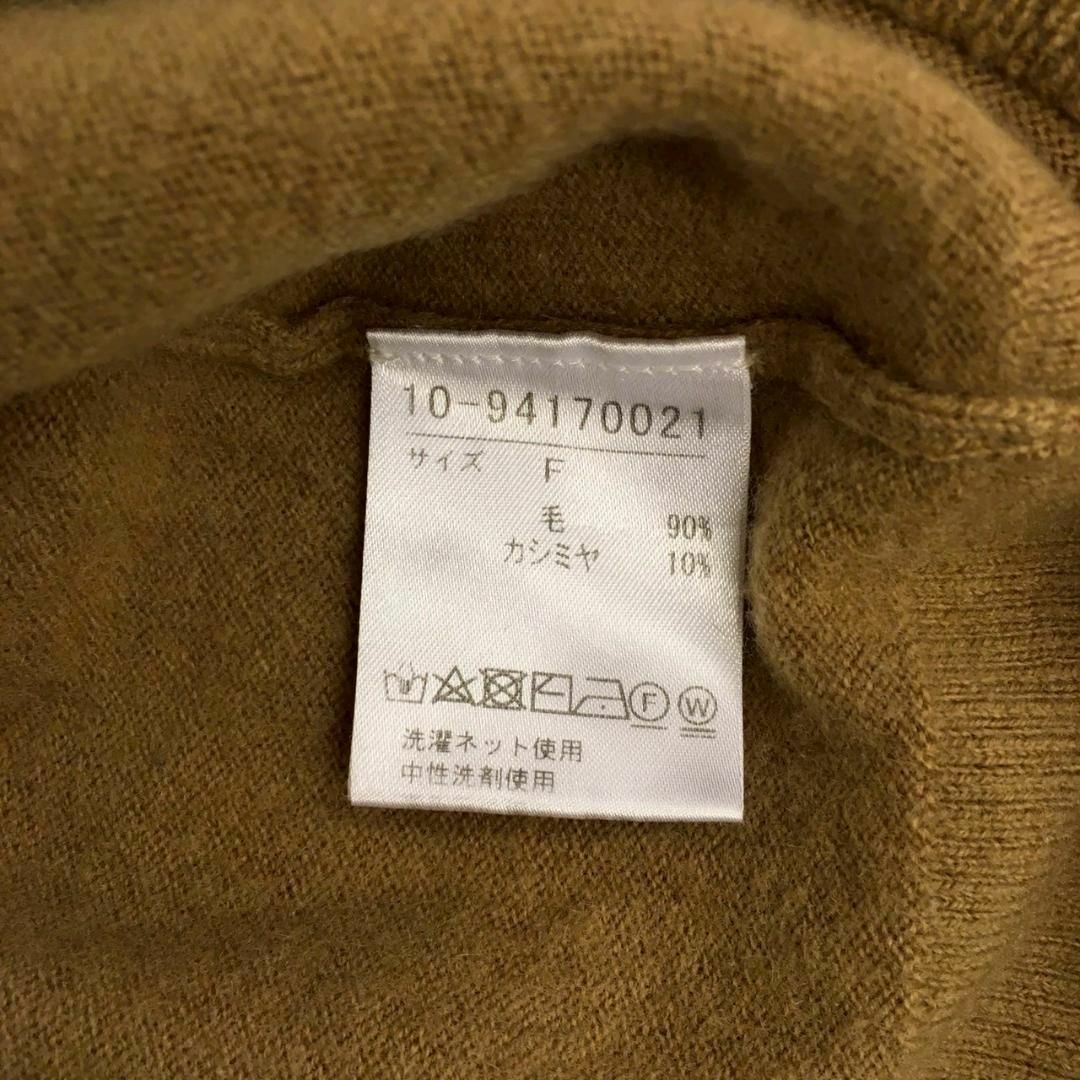 10-94170021
サイズ F
毛 90%
カシミヤ 10%
F W
洗濯ネット使用
中性洗剤使用